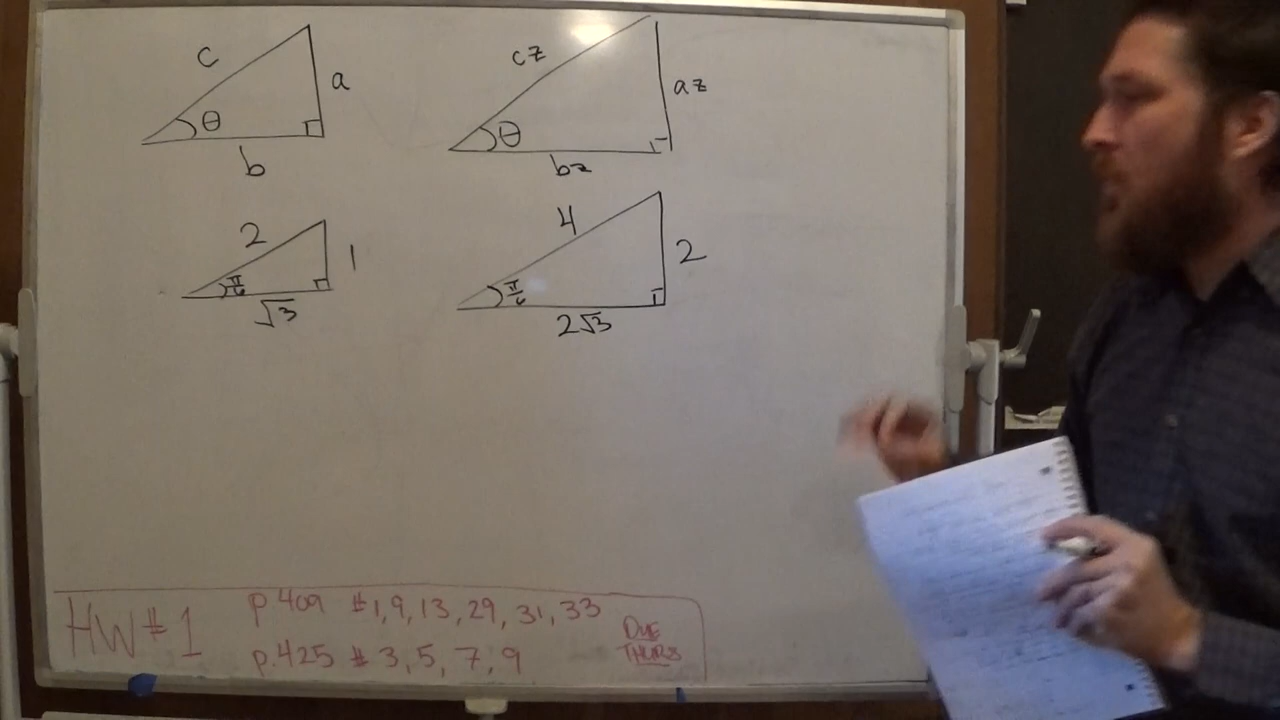 c
a
θ
b
cz
az
θ
bz
2
1
π/6
√3
4
2
π/6
2√3
HW #1
p 409 #1, 9, 13, 29, 31, 33
p.425 # 3, 5, 7, 9
DUE
THURS